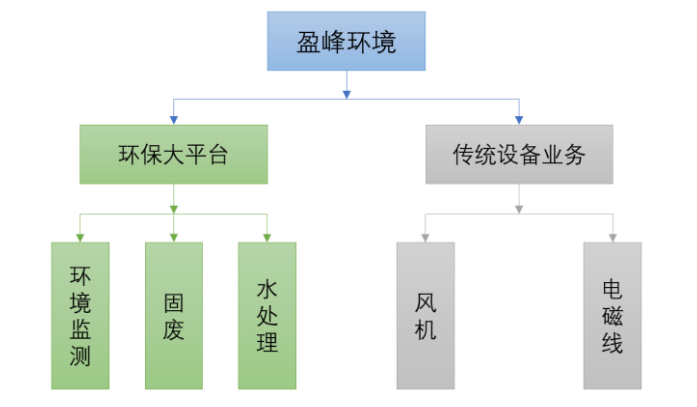 盈峰环境
环保大平台
传统设备业务
环境监测
固废
水处理
风机
电磁线